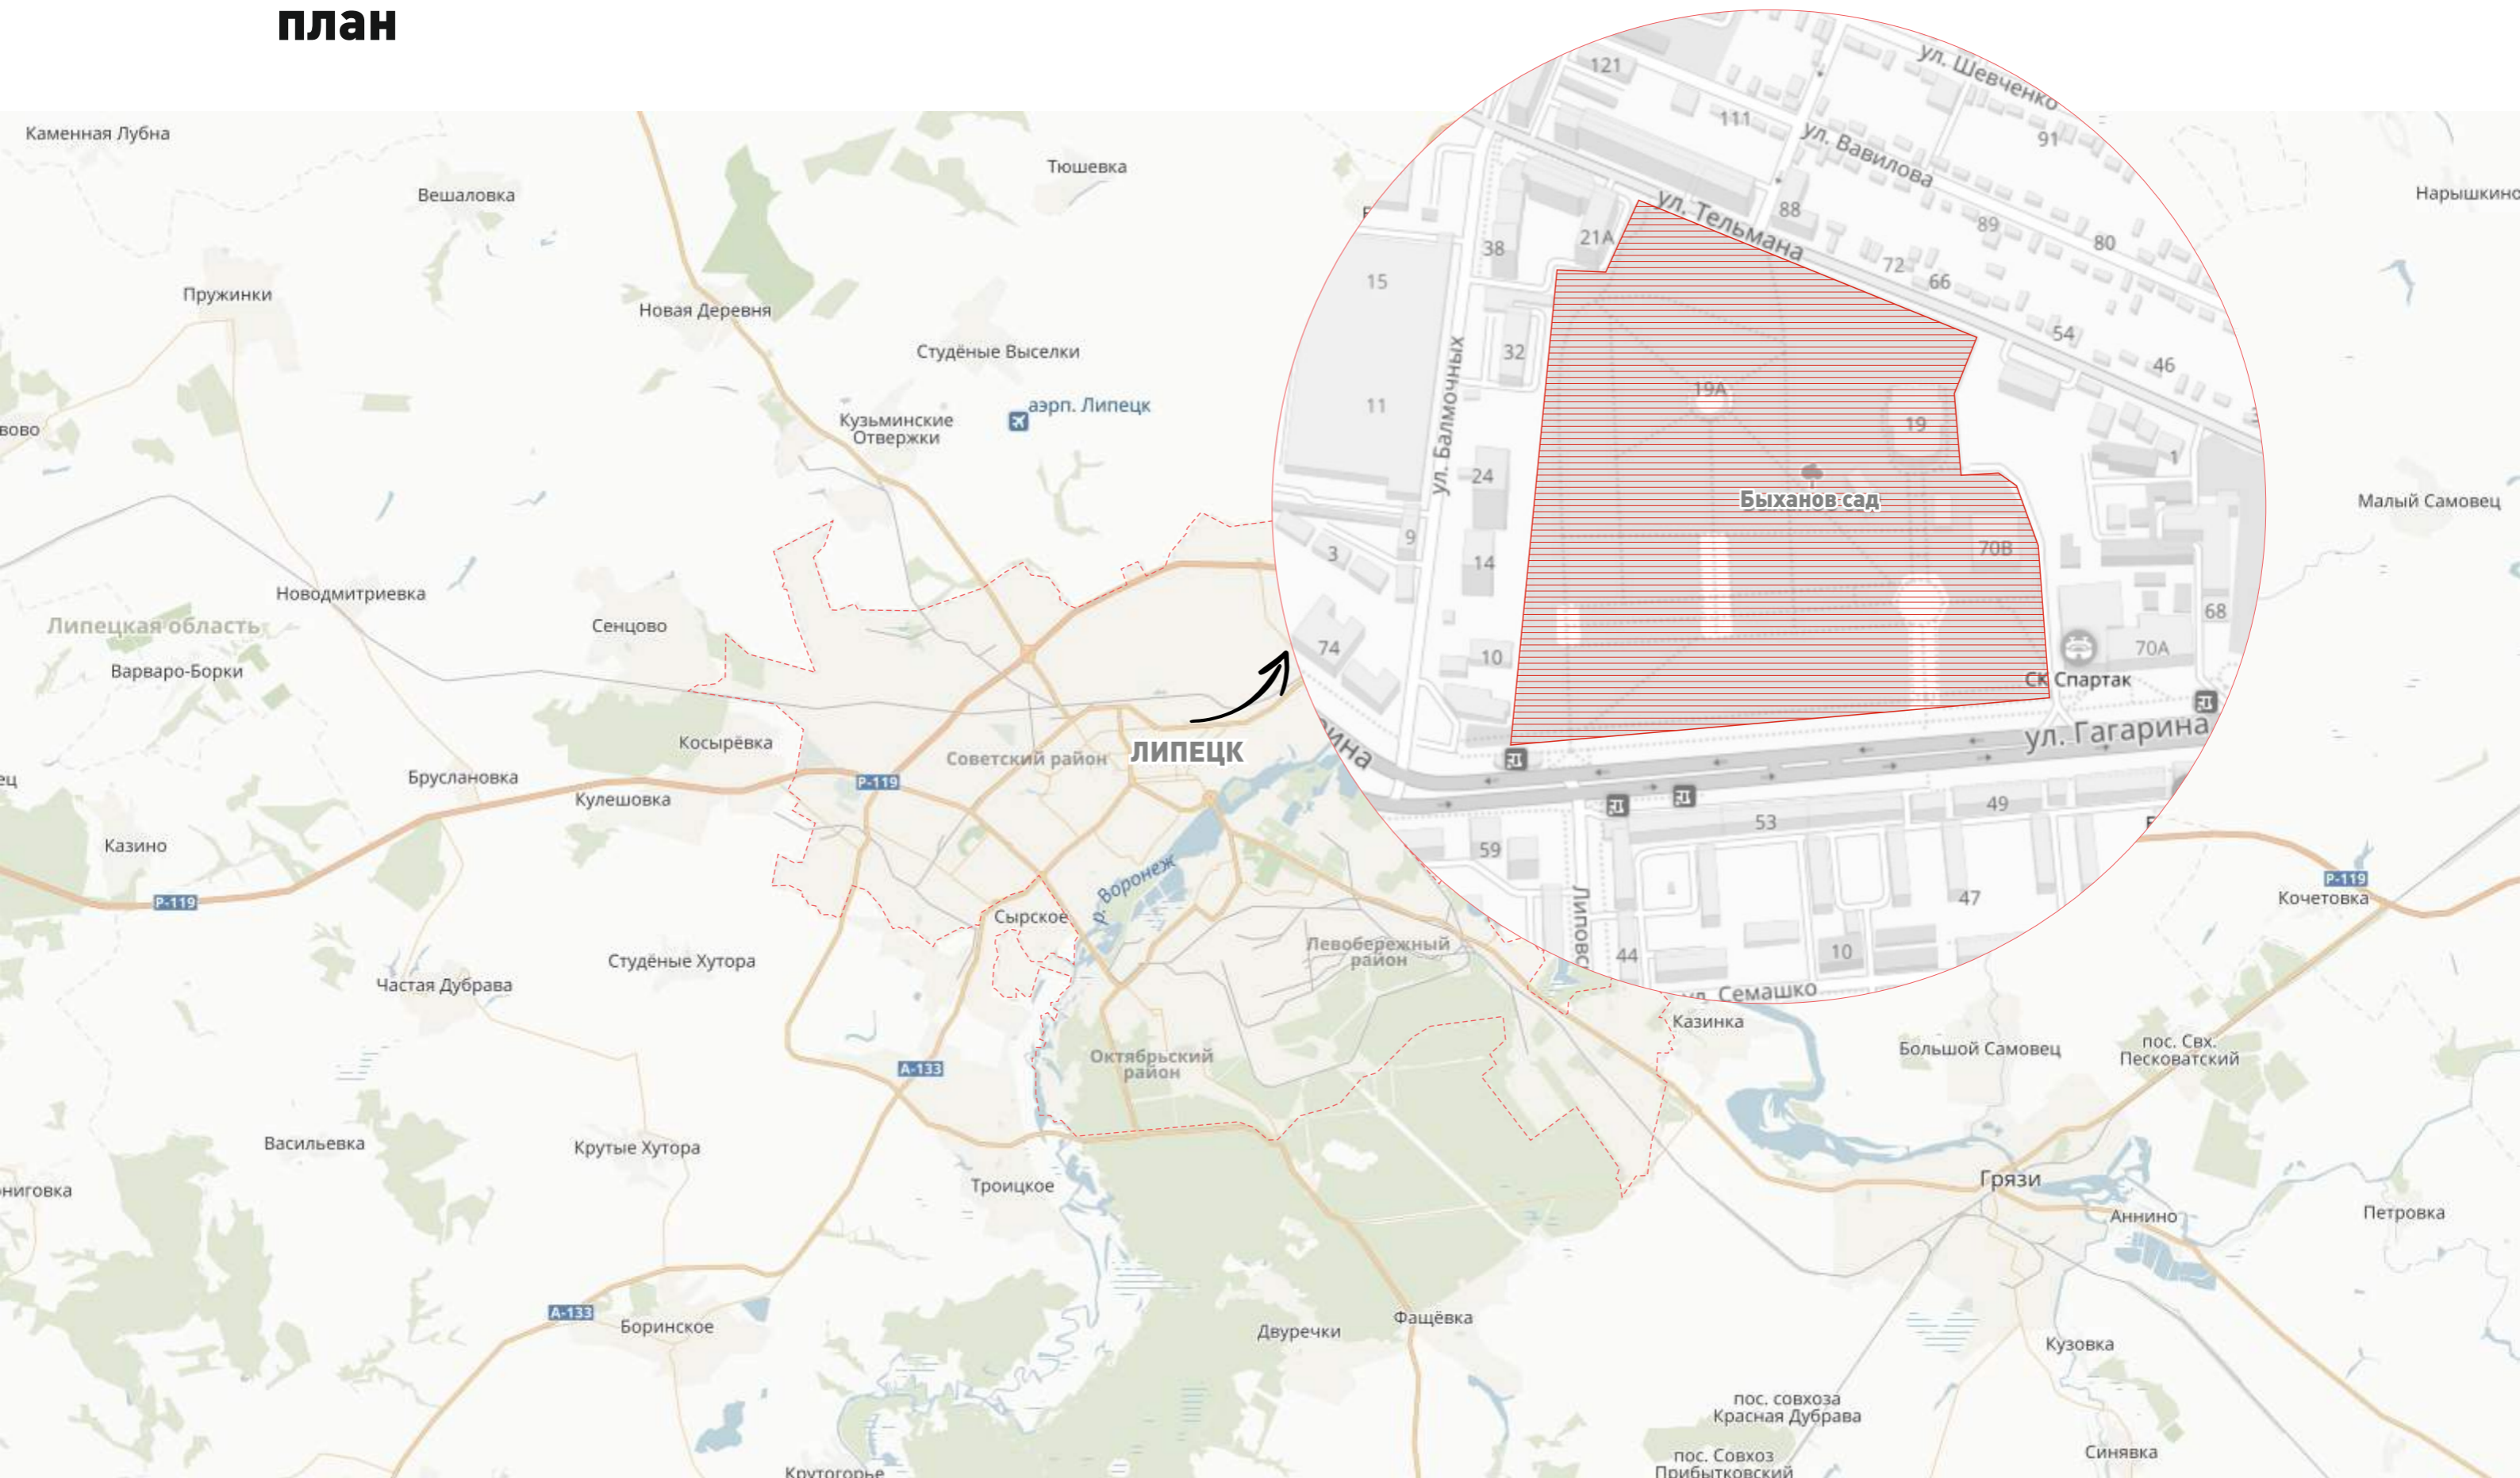 план
Каменная Лубна
Вешаловка
Тюшевка
Нарышкино
Пружинки
Новая Деревня
Студёные Выселки
аэрп. Липецк
Кузьминские
Отвержки
Малый Самовец
Новодмитриевка
Сенцово
Липецкая область
Варваро-Борки
Косырёвка
Советский район
ЛИПЕЦК
Бруслановка
Кулешовка
Р-119
Казино
Р-119
р. Воронеж
Сырское
Левобережный
район
Студёные Хутора
Частая Дубрава
Р-119
Кочетовка
Казинка
Большой Самовец
пос. Свх.
Песковатский
Октябрьский
район
А-133
Васильевка
Крутые Хутора
Троицкое
Грязи
Аннино
Петровка
А-133
Боринское
Двуречки
Фащёвка
Кузовка
пос. совхоза
Красная Дубрава
пос. Совхоз
Прибытковский
Синявка
Крутогорье
ул. Шевченко
121
111
ул. Вавилова
91
ул. Тельмана
88
89
80
21А
38
15
72
66
54
46
32
19А
11
ул. Балмочных
19
24
1
Быханов сад
9
3
14
70В
68
74
10
70А
СК Спартак
ул. Гагарина
53
49
59
47
44
10
ул. Семашко